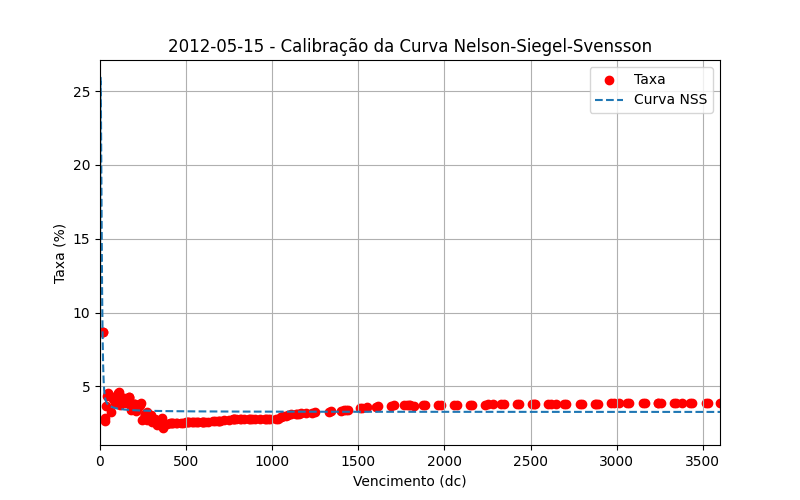 2012-05-15 - Calibração da Curva Nelson-Siegel-Svensson
Taxa
Curva NSS
Taxa (%)
25
20
15
10
5
0 500 1000 1500 2000 2500 3000 3500
Vencimento (dc)